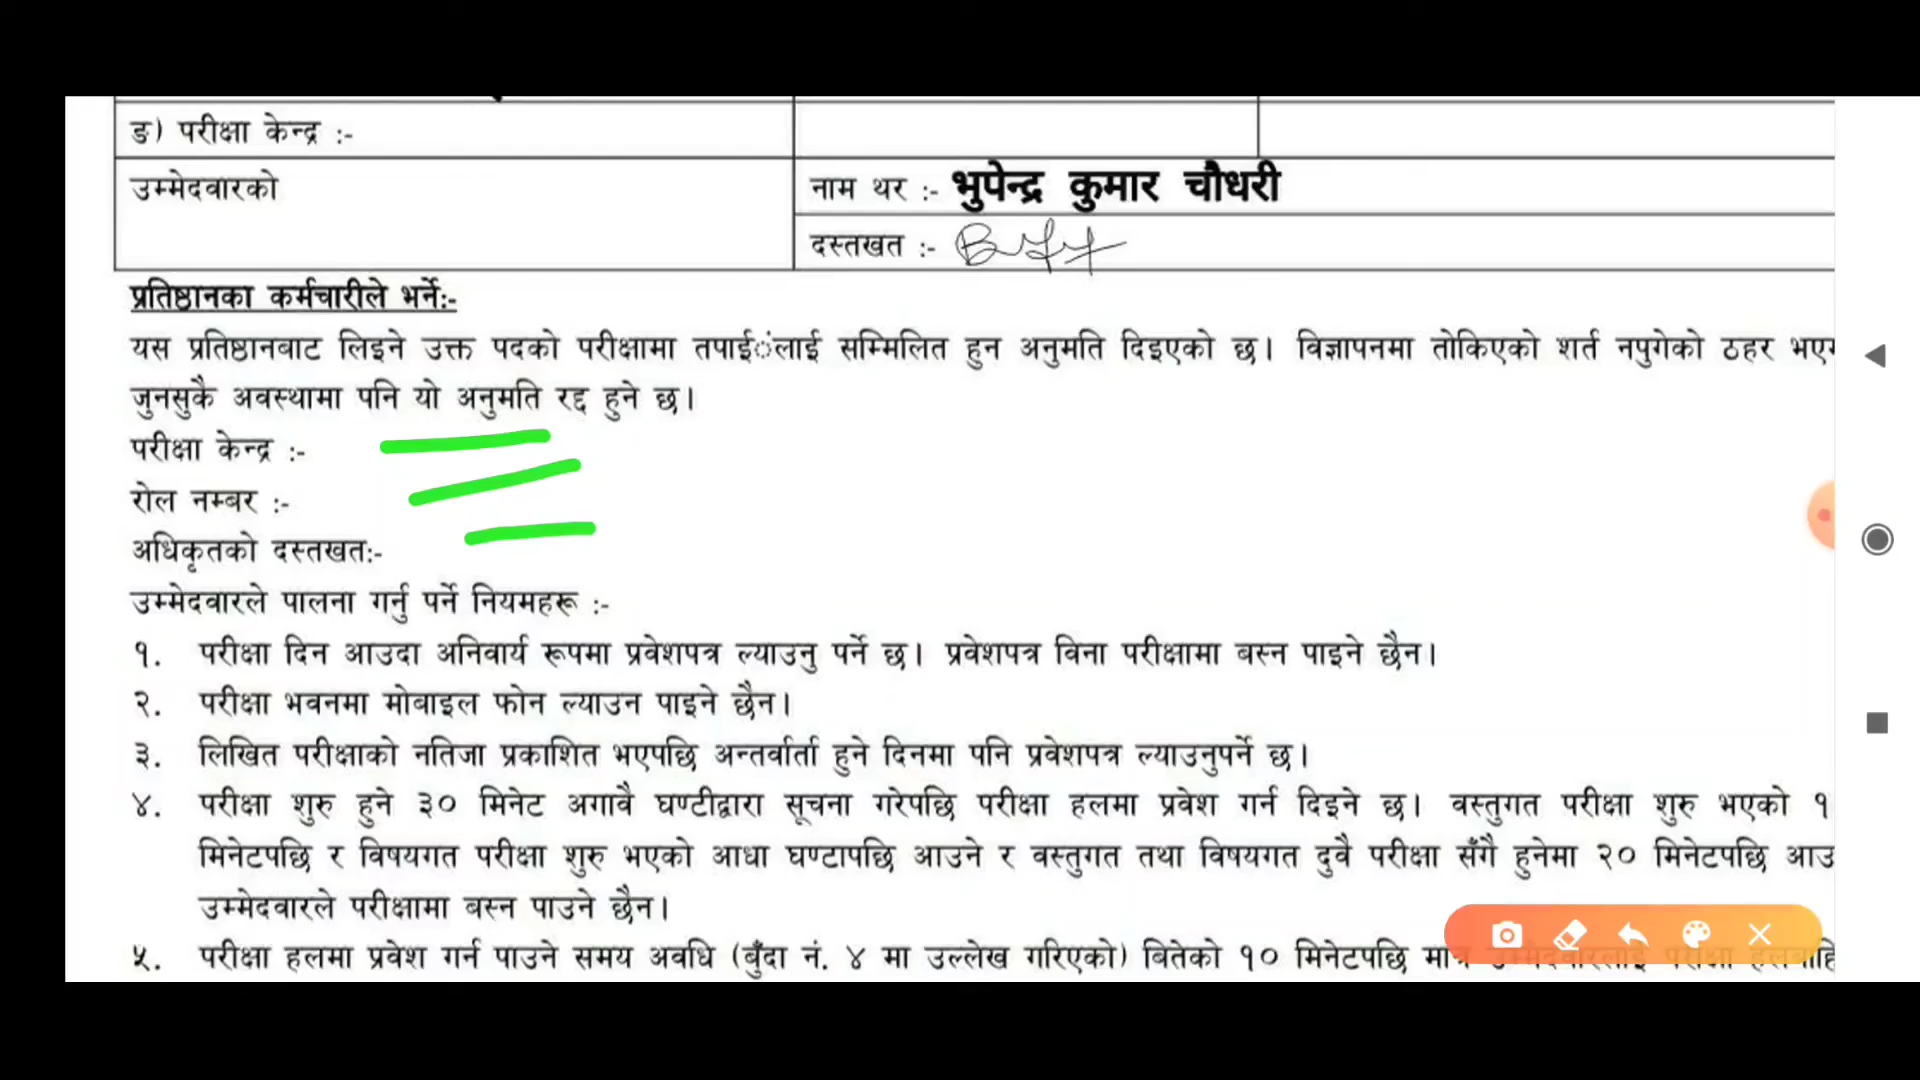 ङ) परीक्षा केन्द्र :-
उम्मेदवारको
नाम थर :- भुपेन्द्र कुमार चौधरी
दस्तखत :-
प्रतिष्ठानका कर्मचारीले भर्ने:-
यस प्रतिष्ठानबाट लिइने उक्त पदको परीक्षामा तपाईंलाई सम्मिलित हुन अनुमति दिइएको छ। विज्ञापनमा तोकिएको शर्त नपुगेको ठहर
जुनसुकै अवस्थामा पनि यो अनुमति रद्द हुने छ।
परीक्षा केन्द्र :-
रोल नम्बर :-
अधिकृतको दस्तखत:-
उम्मेदवारले पालना गर्नु पर्ने नियमहरू :-
१. परीक्षा दिन आउदा अनिवार्य रूपमा प्रवेशपत्र ल्याउनु पर्ने छ। प्रवेशपत्र विना परीक्षामा बस्न पाइने छैन।
२. परीक्षा भवनमा मोबाइल फोन ल्याउन पाइने छैन।
३. लिखित परीक्षाको नतिजा प्रकाशित भएपछि अन्तर्वार्ता हुने दिनमा पनि प्रवेशपत्र ल्याउनुपर्ने छ।
४. परीक्षा शुरु हुने ३० मिनेट अगावै घण्टीद्वारा सूचना गरेपछि परीक्षा हलमा प्रवेश गर्न दिइने छ। वस्तुगत परीक्षा शुरु भएको १
मिनेटपछि र विषयगत परीक्षा शुरु भएको आधा घण्टापछि आउने र वस्तुगत तथा विषयगत दुवै परीक्षा सँगै हुनेमा २० मिनेटपछि आउ
उम्मेदवारले परीक्षामा बस्न पाउने छैन।
५. परीक्षा हलमा प्रवेश गर्न पाउने समय अवधि (बुँदा नं. ४ मा उल्लेख गरिएको) बितेको १० मिनेटपछि मात्र उम्मेदवारलाई परीक्षा